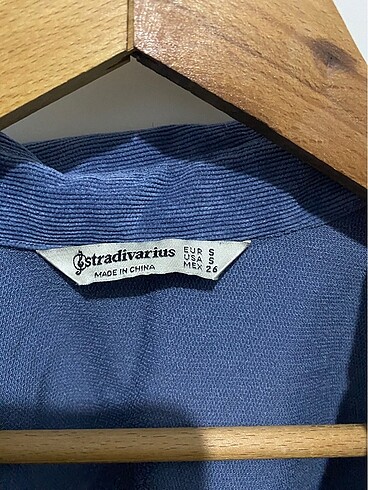 stradivarius
MADE IN CHINA
EUR S
USA S
MEX 26